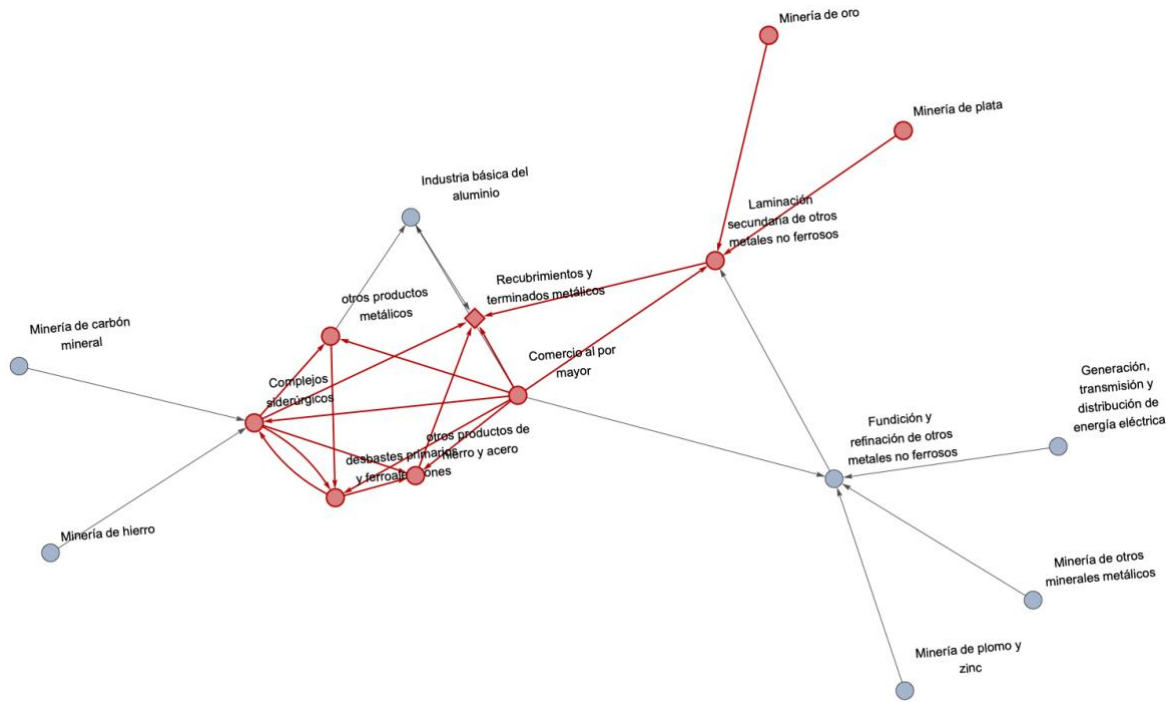 Minería de oro
Minería de plata
Industria básica del
aluminio
Laminación
secundaria de otros
metales no ferrosos
Recubrimientos y
terminados metálicos
otros productos
metálicos
Minería de carbón
mineral
Comercio al por
mayor
Complejos
siderúrgicos
Generación,
transmisión y
distribución de
energía eléctrica
Fundición y
refinación de otros
metales no ferrosos
otros productos de
hierro y acero
desbastes primarios
y ferroaleaciones
Minería de hierro
Minería de otros
minerales metálicos
Minería de plomo y
zinc